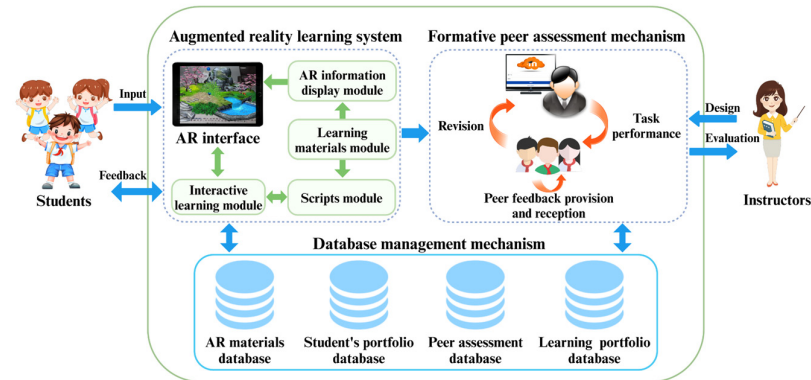 Augmented reality learning system
Formative peer assessment mechanism
Input
Feedback
Students
AR interface
AR information
display module
Learning
materials module
Interactive
learning module
Scripts module
Revision
Task
performance
Peer feedback provision
and reception
Design
Evaluation
Instructors
Database management mechanism
AR materials
database
Student's portfolio
database
Peer assessment
database
Learning portfolio
database